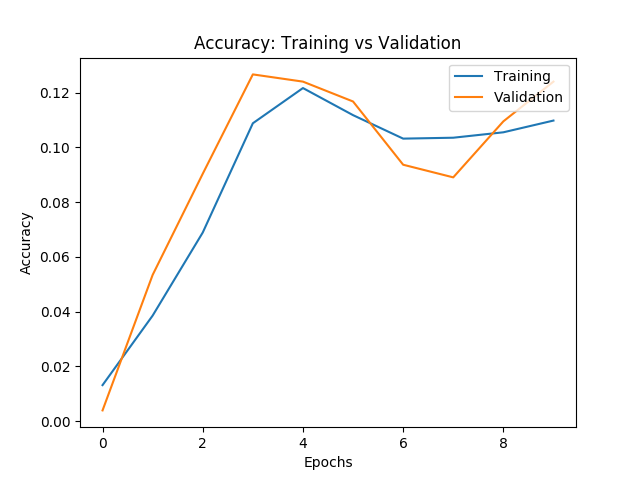 Accuracy: Training vs Validation
Training
Validation
0.12
0.10
0.08
0.06
0.04
0.02
0.00
Accuracy
0 2 4 6 8
Epochs